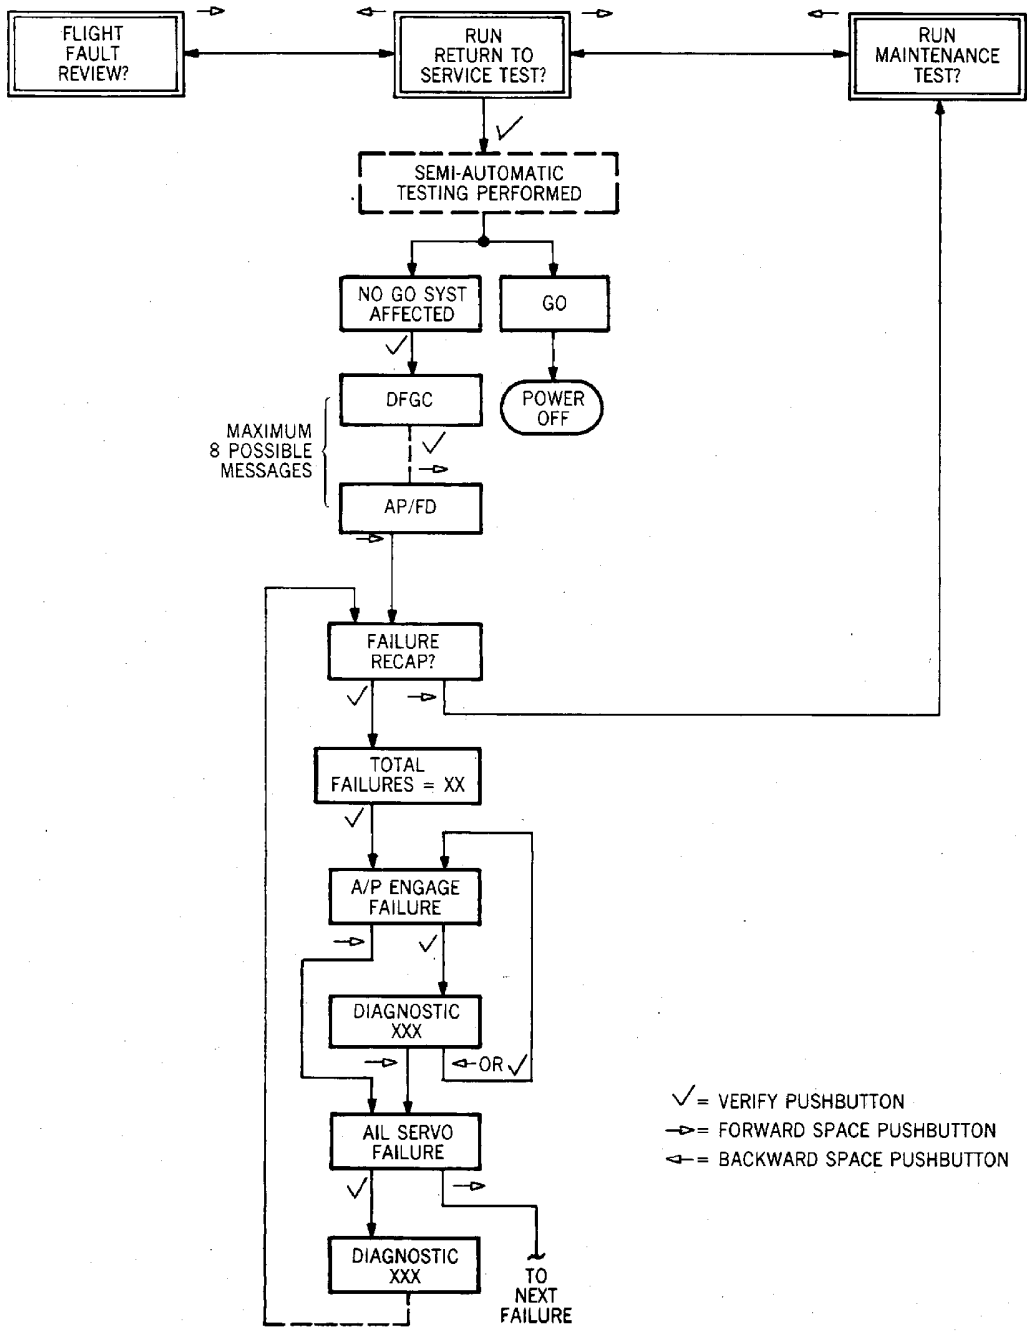 FLIGHT
FAULT
REVIEW?
RUN
RETURN TO
SERVICE TEST?
RUN
MAINTENANCE
TEST?
SEMI-AUTOMATIC
TESTING PERFORMED
NO GO SYST
AFFECTED
GO
DFGC
POWER
OFF
MAXIMUM
8 POSSIBLE
MESSAGES
AP/FD
FAILURE
RECAP?
TOTAL
FAILURES = XX
A/P ENGAGE
FAILURE
DIAGNOSTIC
XXX
OR
AIL SERVO
FAILURE
DIAGNOSTIC
XXX
TO
NEXT
FAILURE
✓= VERIFY PUSHBUTTON
→= FORWARD SPACE PUSHBUTTON
←= BACKWARD SPACE PUSHBUTTON